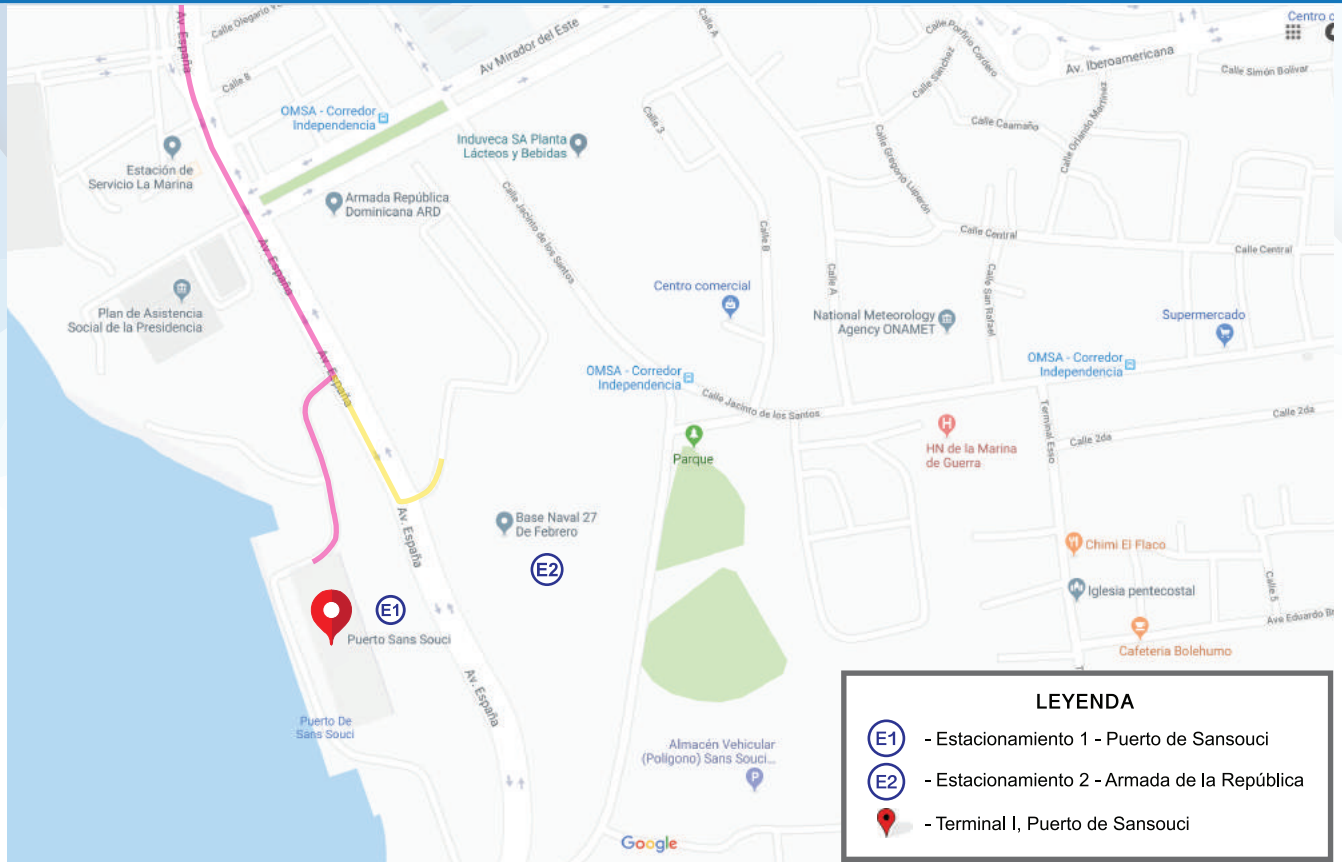 Av. España
Calle Olegario V
Calle 8
OMSA - Corredor
Independencia
Av Mirador del Este
Calle A
Calle Porfirio Cordero
Calle Sánchez
Centro c
Av. Iberoamericana
Calle Simón Bolívar
Estación de
Servicio La Marina
Induveca SA Planta
Lácteos y Bebidas
Calle 3
Calle Caamaño
Calle Orlando Martínez
Calle Gregorio Luperón
Armada República
Dominicana ARD
Calle Jacinto de los Santos
Calle B
Calle Central
Calle Central
Av. España
Calle A
Calle San Rafael
Plan de Asistencia
Social de la Presidencia
Centro comercial
National Meteorology
Agency ONAMET
Supermercado
Av. España
OMSA - Corredor
Independencia
OMSA - Corredor
Independencia
Calle Jacinto de los Santos
Terminal Esso
Calle 2da
Calle 2da
HN de la Marina
de Guerra
Parque
Av. España
Base Naval 27
De Febrero
E2
Chimi El Flaco
Iglesia pentecostal
Calle 5
E1
Puerto Sans Souci
Ave Eduardo Br
Cafeteria Bolehumo
T
Av. España
Puerto De
Sans Souci
Almacén Vehicular
(Polígono) Sans Souci...
P
Google
LEYENDA
E1 - Estacionamiento 1 - Puerto de Sansouci
E2 - Estacionamiento 2 - Armada de la República
- Terminal I, Puerto de Sansouci